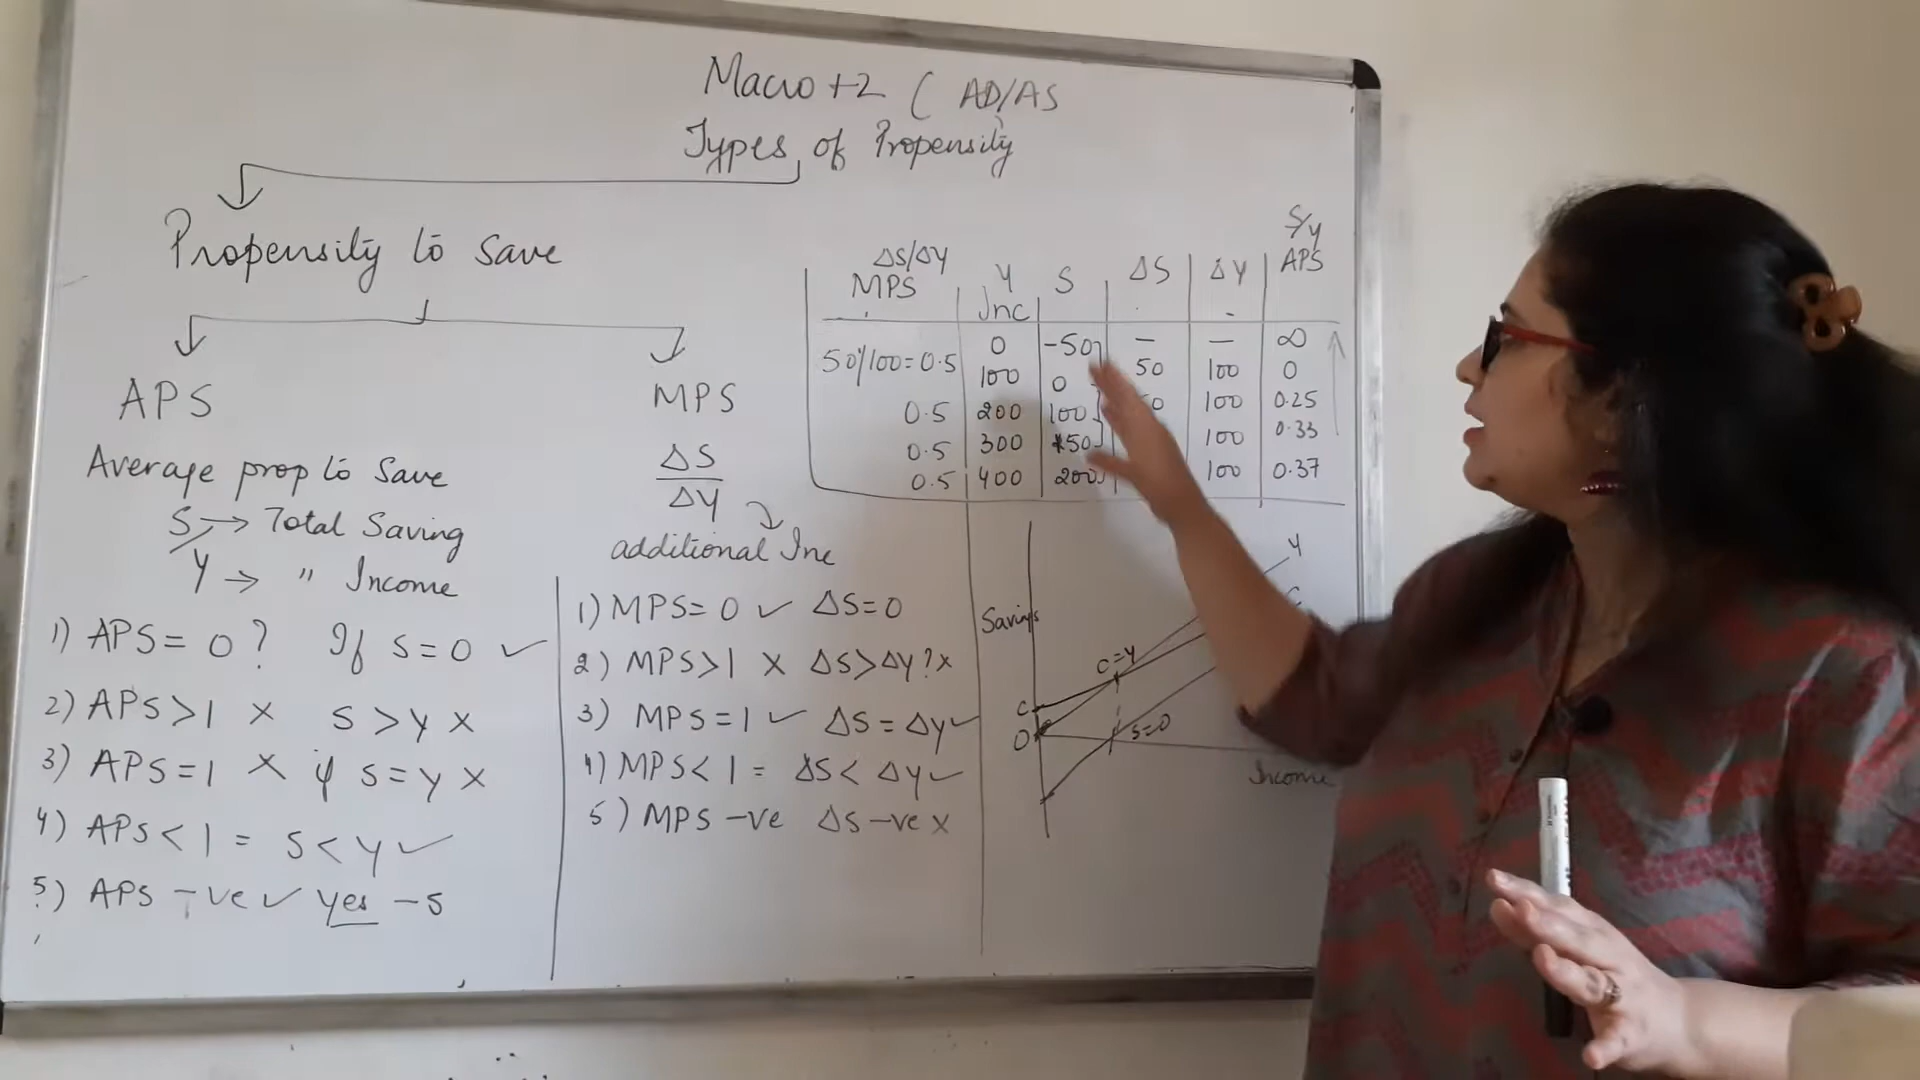 Macro +2 ( AD/AS
Types of Propensity
Propensity to save
APS
Average prop to Save
S → Total Saving
Y → " Income
1) APS = 0 ? If S = 0 ✓
2) APS > 1 × S > Y ×
3) APS = 1 × if S = Y ×
4) APS < 1 = S < Y ✓
5) APS -ve ✓ yes - S
MPS
ΔS
ΔY
additional Inc
1) MPS = 0 ✓ ΔS = 0
2) MPS > 1 × ΔS > ΔY ? ×
3) MPS = 1 ✓ ΔS = ΔY ✓
4) MPS < 1 = ΔS < ΔY ✓
5) MPS -ve ΔS -ve ×
ΔS/ΔY Y S ΔS ΔY S/Y
MPS Inc APS
0 -50 — — ∞
50/100 = 0.5 100 0 50 100 0
0.5 200 100 100 0.25
0.5 300 150 100 0.33
0.5 400 200 100 0.37
Y
C
Savings
C = Y
C
O
S = 0
Income